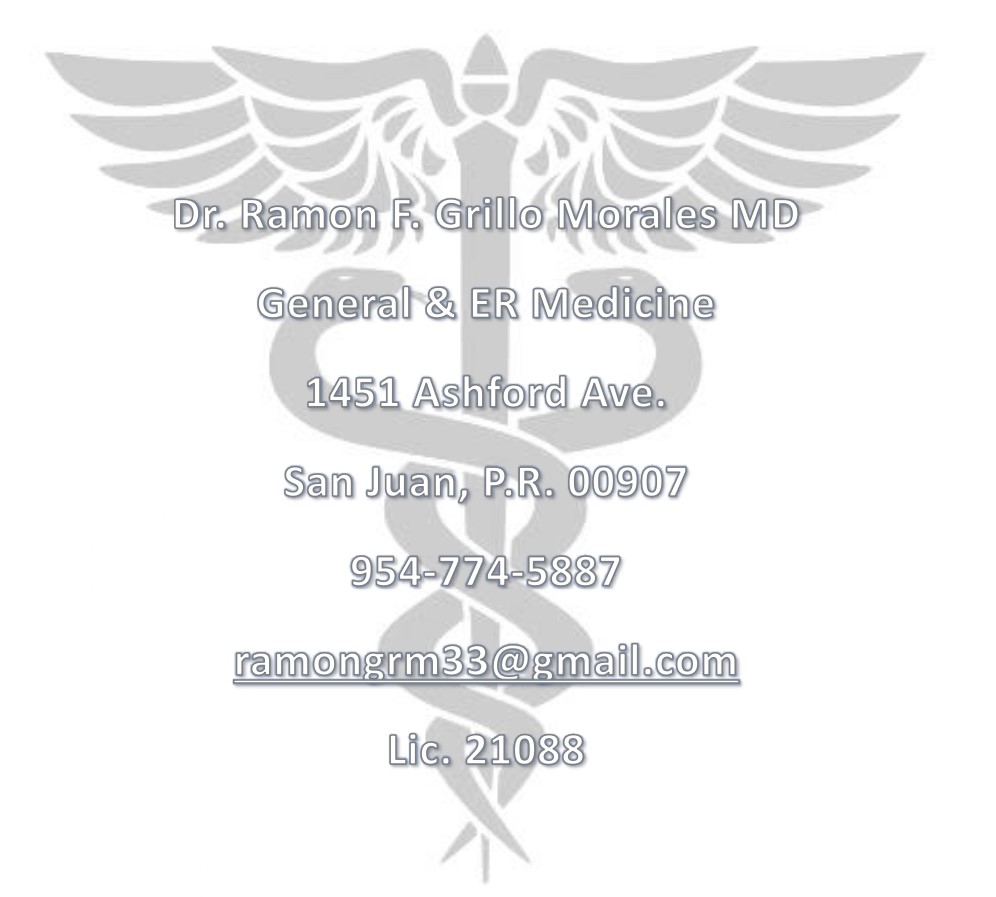 Dr. Ramon F. Grillo Morales MD
General & ER Medicine
1451 Ashford Ave.
San Juan, P.R. 00907
954-774-5887
ramongrm33@gmail.com
Lic. 21088